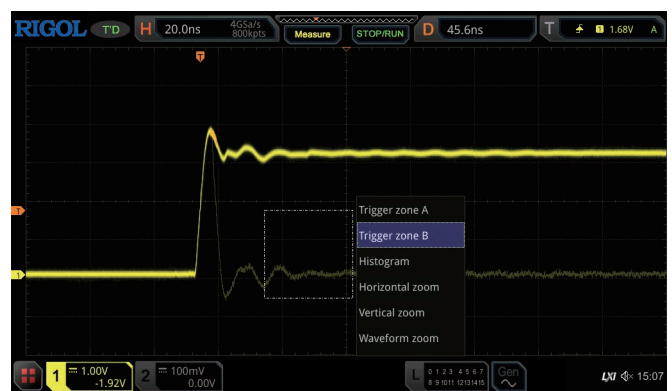 RIGOL T'D H 20.0ns 4GSa/s 800kpts Measure STOP/RUN D 45.6ns T 1 1.68V A
T
T
Trigger zone A
Trigger zone B
Histogram
Horizontal zoom
Vertical zoom
Waveform zoom
1
1 1.00V -1.92V 2 100mV 0.00V L 0 1 2 3 4 5 6 7 8 9 10 11 12 13 14 15 Gen LXI 15:07